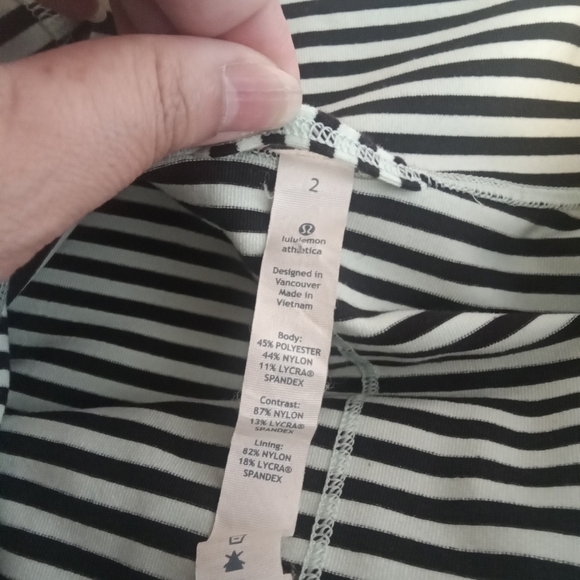 2
lululemon
athletica
Designed in
Vancouver
Made in
Vietnam
Body:
45% POLYESTER
44% NYLON
11% LYCRA®
SPANDEX
Contrast:
87% NYLON
13% LYCRA®
SPANDEX
Lining:
82% NYLON
18% LYCRA®
SPANDEX